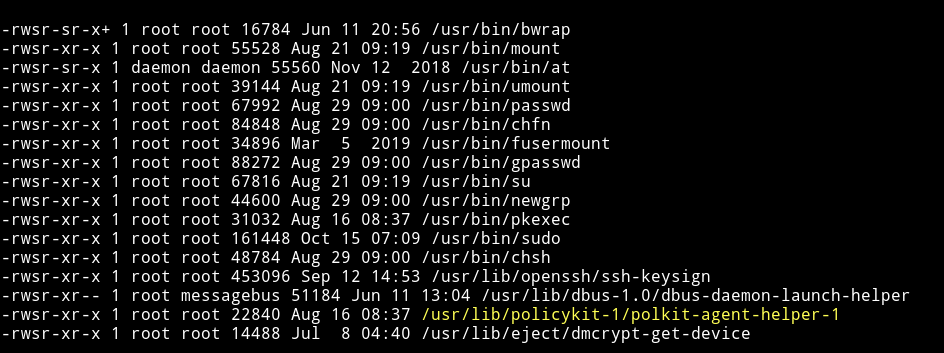 -rwsr-sr-x+ 1 root root 16784 Jun 11 20:56 /usr/bin/bwrap
-rwsr-xr-x 1 root root 55528 Aug 21 09:19 /usr/bin/mount
-rwsr-sr-x 1 daemon daemon 55560 Nov 12  2018 /usr/bin/at
-rwsr-xr-x 1 root root 39144 Aug 21 09:19 /usr/bin/umount
-rwsr-xr-x 1 root root 67992 Aug 29 09:00 /usr/bin/passwd
-rwsr-xr-x 1 root root 84848 Aug 29 09:00 /usr/bin/chfn
-rwsr-xr-x 1 root root 34896 Mar  5  2019 /usr/bin/fusermount
-rwsr-xr-x 1 root root 88272 Aug 29 09:00 /usr/bin/gpasswd
-rwsr-xr-x 1 root root 67816 Aug 21 09:19 /usr/bin/su
-rwsr-xr-x 1 root root 44600 Aug 29 09:00 /usr/bin/newgrp
-rwsr-xr-x 1 root root 31032 Aug 16 08:37 /usr/bin/pkexec
-rwsr-xr-x 1 root root 161448 Oct 15 07:09 /usr/bin/sudo
-rwsr-xr-x 1 root root 48784 Aug 29 09:00 /usr/bin/chsh
-rwsr-xr-x 1 root root 453096 Sep 12 14:53 /usr/lib/openssh/ssh-keysign
-rwsr-xr-- 1 root messagebus 51184 Jun 11 13:04 /usr/lib/dbus-1.0/dbus-daemon-launch-helper
-rwsr-xr-x 1 root root 22840 Aug 16 08:37 /usr/lib/policykit-1/polkit-agent-helper-1
-rwsr-xr-x 1 root root 14488 Jul  8 04:40 /usr/lib/eject/dmcrypt-get-device